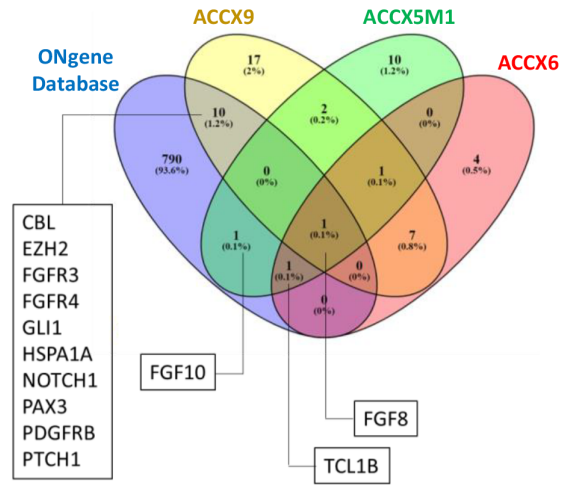 ACCX9
ACCX5M1
ONgene
Database
ACCX6
17
(2%)
10
(1.2%)
10
(1.2%)
2
(0.2%)
0
(0%)
790
(93.6%)
0
(0%)
1
(0.1%)
4
(0.5%)
1
(0.1%)
1
(0.1%)
7
(0.8%)
1
(0.1%)
0
(0%)
0
(0%)
CBL
EZH2
FGFR3
FGFR4
GLI1
HSPA1A
NOTCH1
PAX3
PDGFRB
PTCH1
FGF10
FGF8
TCL1B